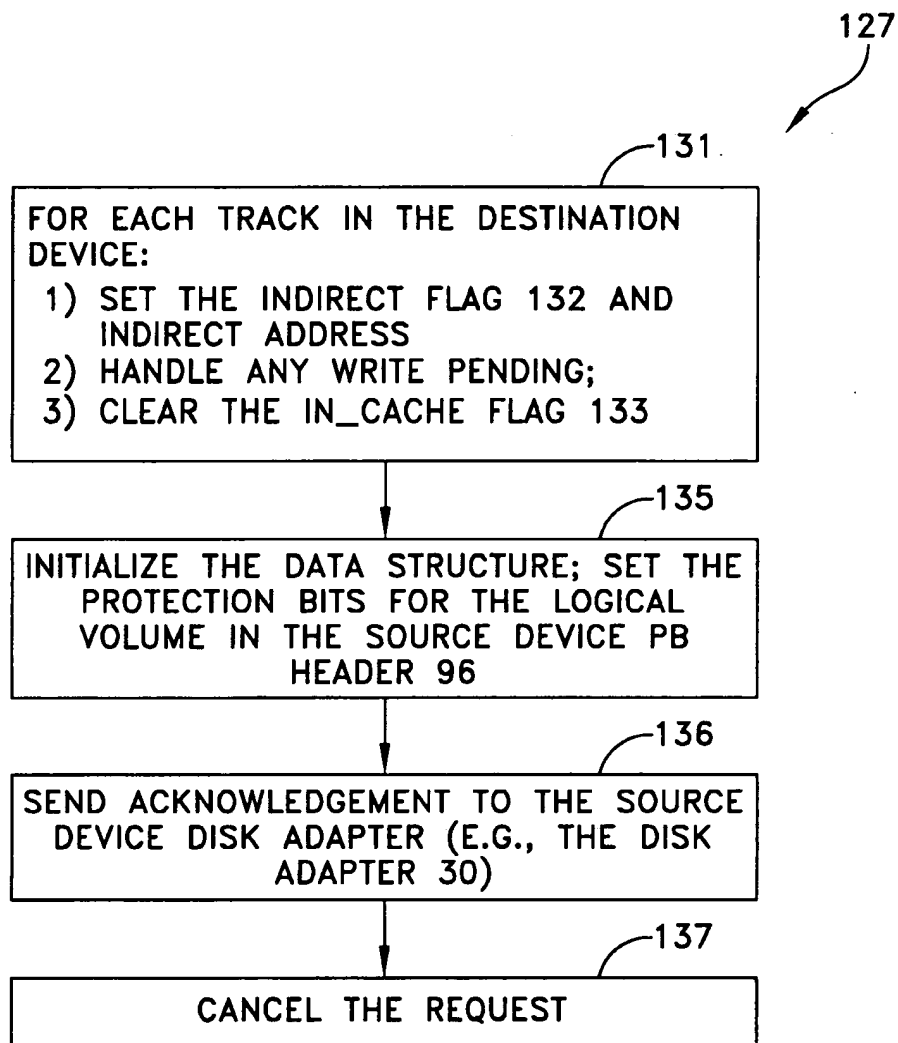 127
131
FOR EACH TRACK IN THE DESTINATION
DEVICE:
1) SET THE INDIRECT FLAG 132 AND
INDIRECT ADDRESS
2) HANDLE ANY WRITE PENDING;
3) CLEAR THE IN_CACHE FLAG 133
135
INITIALIZE THE DATA STRUCTURE; SET THE
PROTECTION BITS FOR THE LOGICAL
VOLUME IN THE SOURCE DEVICE PB
HEADER 96
136
SEND ACKNOWLEDGEMENT TO THE SOURCE
DEVICE DISK ADAPTER (E.G., THE DISK
ADAPTER 30)
137
CANCEL THE REQUEST